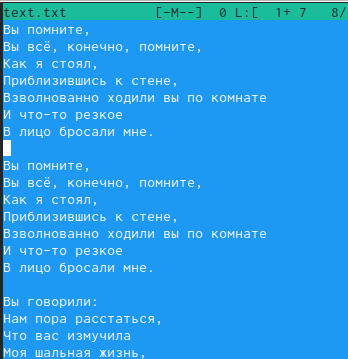 text.txt [-M--] 0 L:[ 1+ 7 8/
Вы помните,
Вы всё, конечно, помните,
Как я стоял,
Приблизившись к стене,
Взволнованно ходили вы по комнате
И что-то резкое
В лицо бросали мне.
Вы помните,
Вы всё, конечно, помните,
Как я стоял,
Приблизившись к стене,
Взволнованно ходили вы по комнате
И что-то резкое
В лицо бросали мне.
Вы говорили:
Нам пора расстаться,
Что вас измучила
Моя шальная жизнь,